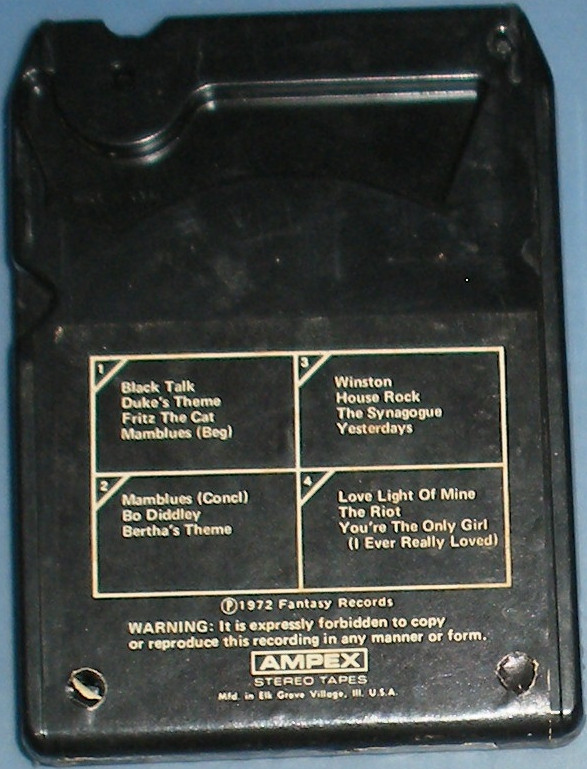 1
Black Talk
Duke's Theme
Fritz The Cat
Mamblues (Beg)
2
Mamblues (Concl)
Bo Diddley
Bertha's Theme
3
Winston
House Rock
The Synagogue
Yesterdays
4
Love Light Of Mine
The Riot
You're The Only Girl
(I Ever Really Loved)
Ⓟ1972 Fantasy Records
WARNING: It is expressly forbidden to copy
or reproduce this recording in any manner or form.
AMPEX
STEREO TAPES
Mfd. in Elk Grove Village, Ill. U.S.A.